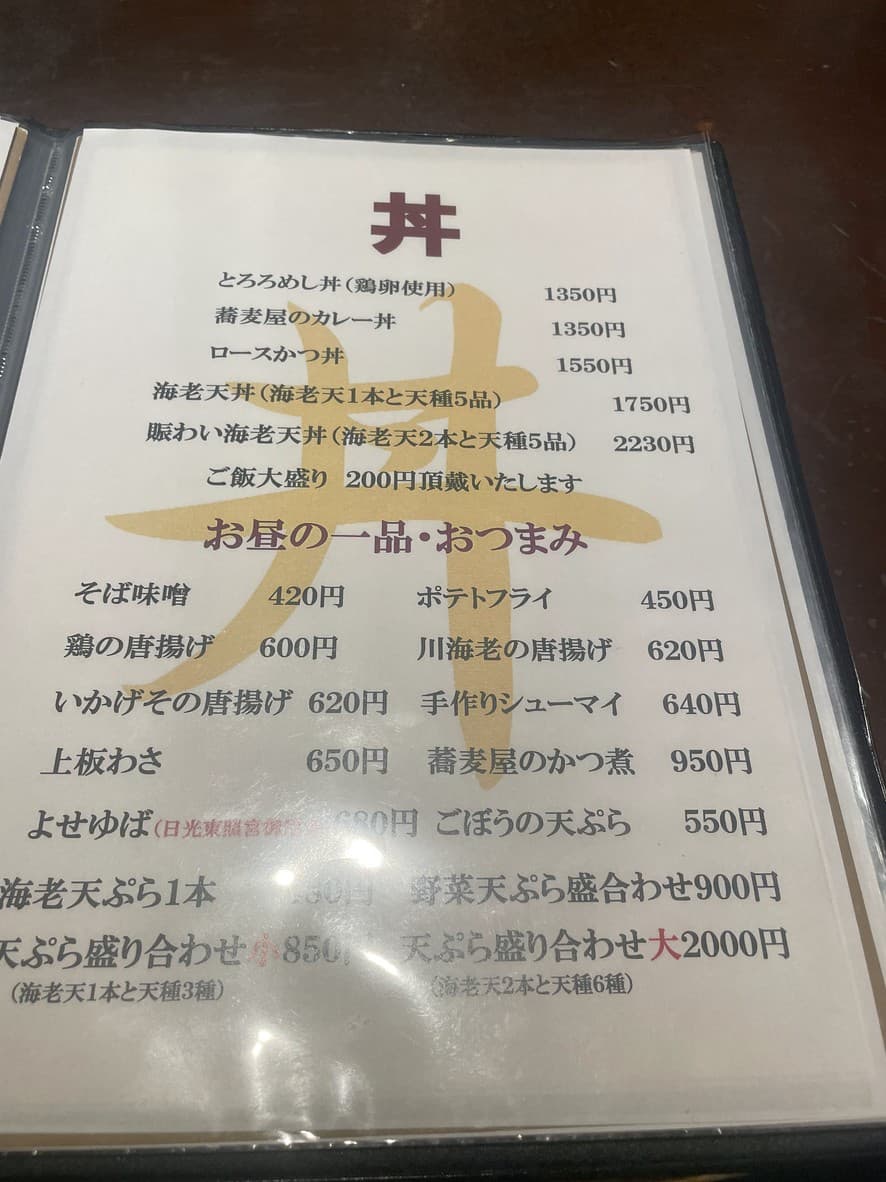 丼
とろろめし丼(鶏卵使用) 1350円
蕎麦屋のカレー丼 1350円
ロースかつ丼 1550円
海老天丼(海老天1本と天種5品) 1750円
賑わい海老天丼(海老天2本と天種5品) 2230円
ご飯大盛り 200円頂戴いたします
お昼の一品・おつまみ
そば味噌 420円 ポテトフライ 450円
鶏の唐揚げ 600円 川海老の唐揚げ 620円
いかげその唐揚げ 620円 手作りシューマイ 640円
上板わさ 650円 蕎麦屋のかつ煮 950円
よせゆば(日光東照宮 680円 ごぼうの天ぷら 550円
海老天ぷら1本 野菜天ぷら盛合わせ900円
天ぷら盛り合わせ小850円 天ぷら盛り合わせ大2000円
(海老天1本と天種3種) (海老天2本と天種6種)